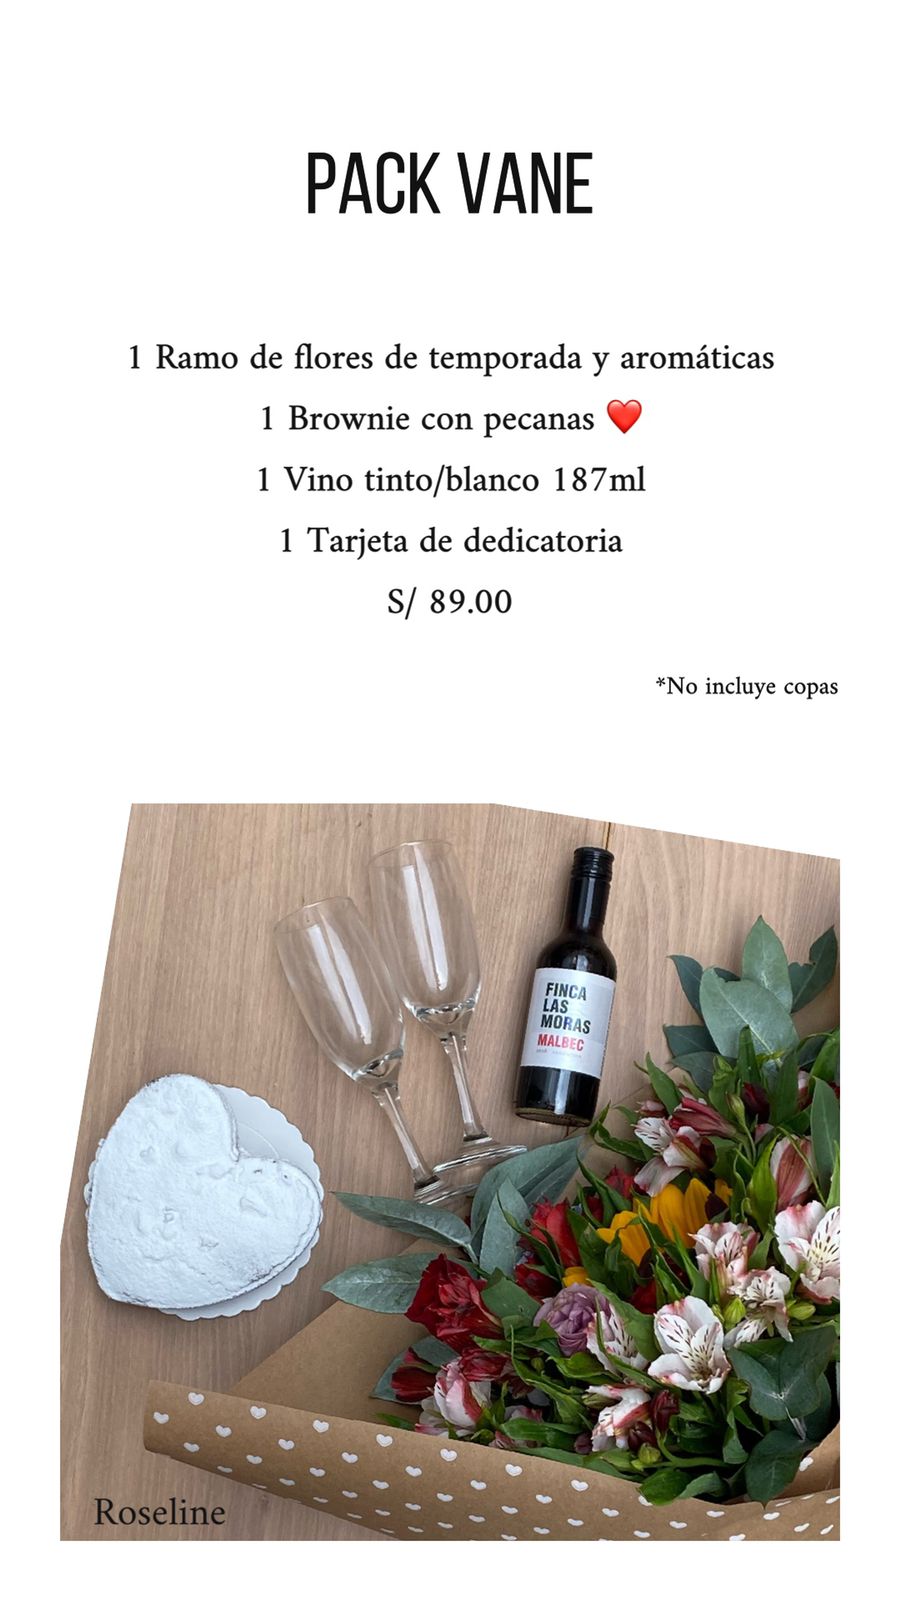 PACK VANE
1 Ramo de flores de temporada y aromáticas
1 Brownie con pecanas ❤️
1 Vino tinto/blanco 187ml
1 Tarjeta de dedicatoria
S/ 89.00
*No incluye copas
FINCA
LAS
MORAS
MALBEC
Roseline